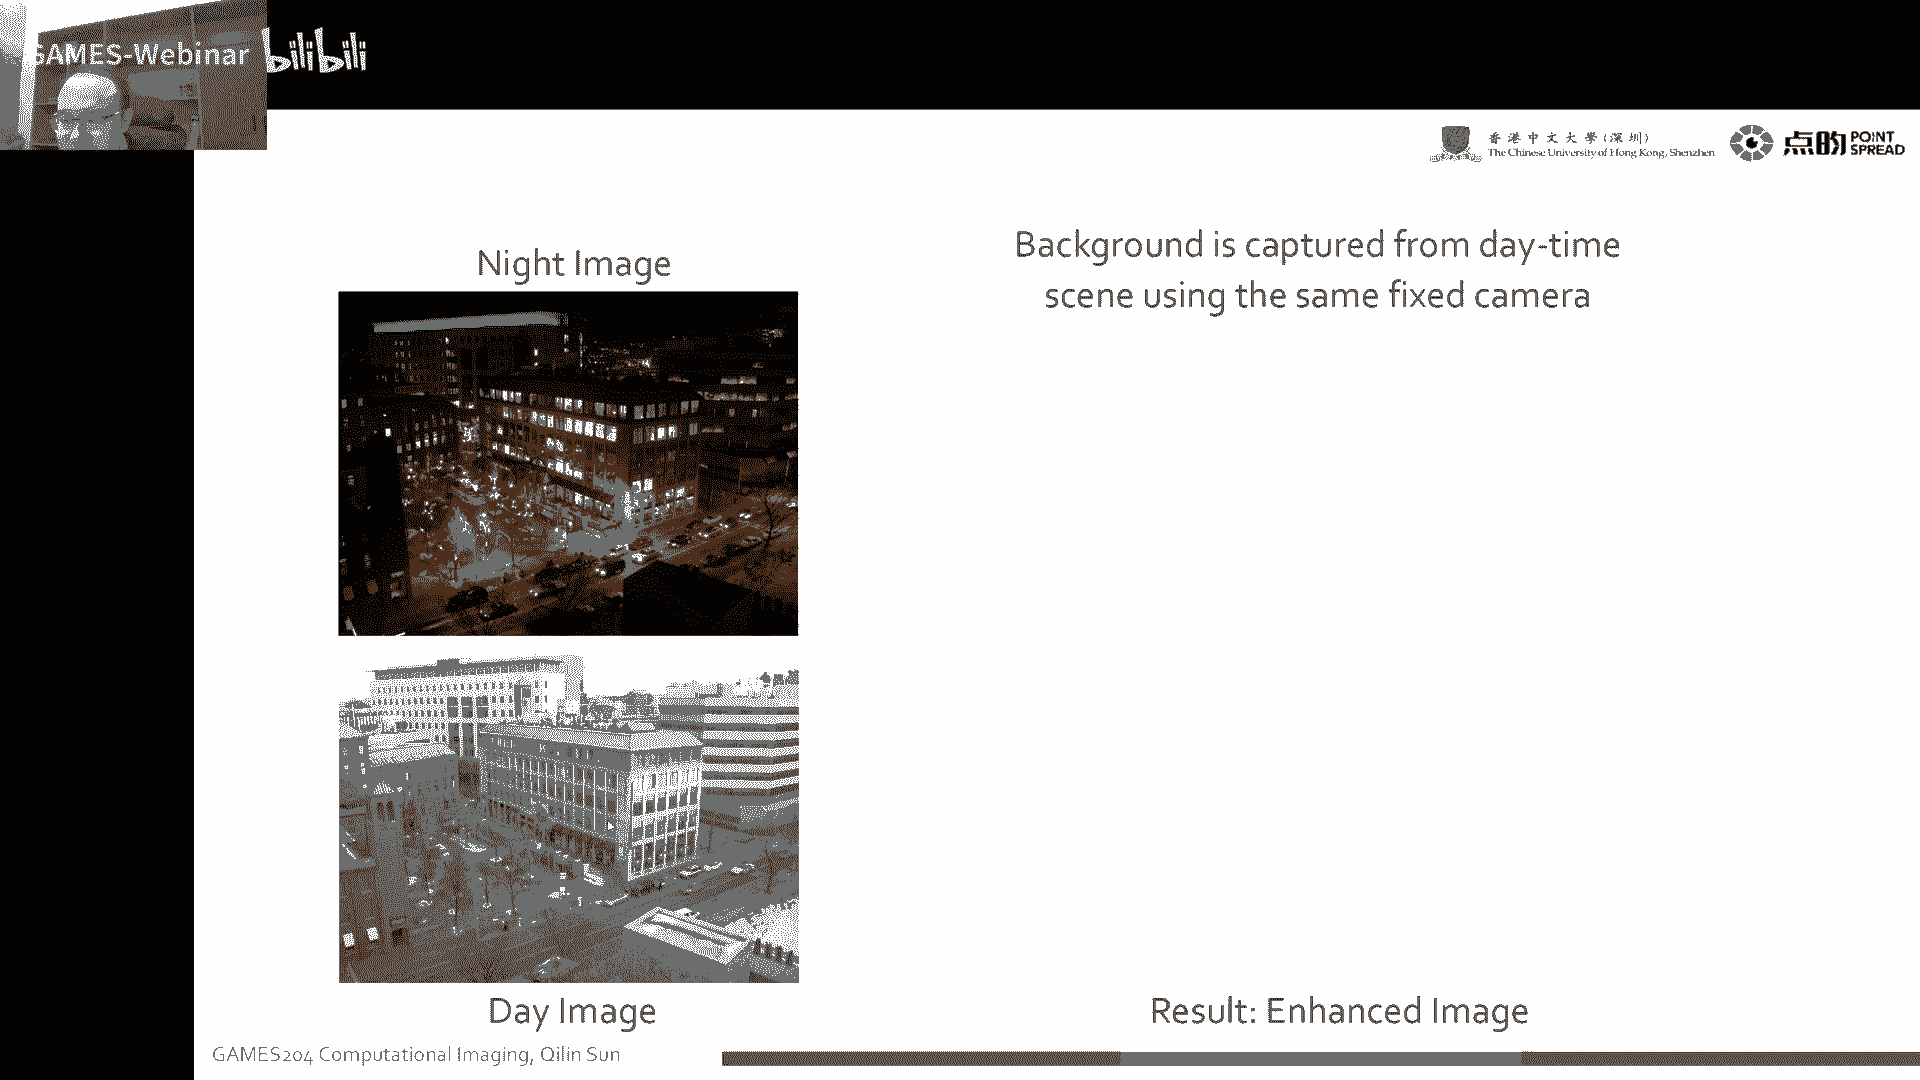 GAMES-Webinar bilibili
香港中文大學(深圳)
The Chinese University of Hong Kong, Shenzhen
点昀 POINT SPREAD
Night Image
Background is captured from day-time
scene using the same fixed camera
Day Image
Result: Enhanced Image
GAMES204 Computational Imaging, Qilin Sun